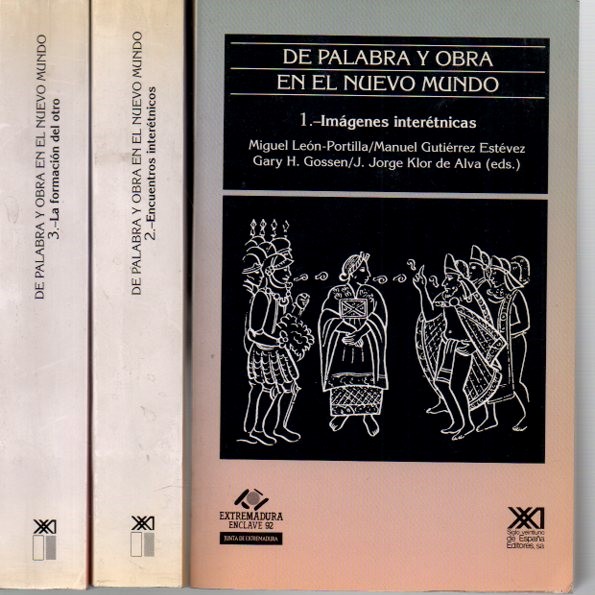 DE PALABRA Y OBRA EN EL NUEVO MUNDO
3.–La formación del otro
DE PALABRA Y OBRA EN EL NUEVO MUNDO
2.–Encuentros interétnicos
DE PALABRA Y OBRA
EN EL NUEVO MUNDO
1.–Imágenes interétnicas
Miguel León-Portilla/Manuel Gutiérrez Estévez
Gary H. Gossen/J. Jorge Klor de Alva (eds.)
EXTREMADURA
ENCLAVE 92
JUNTA DE EXTREMADURA
Siglo veintiuno
de España
Editores, sa